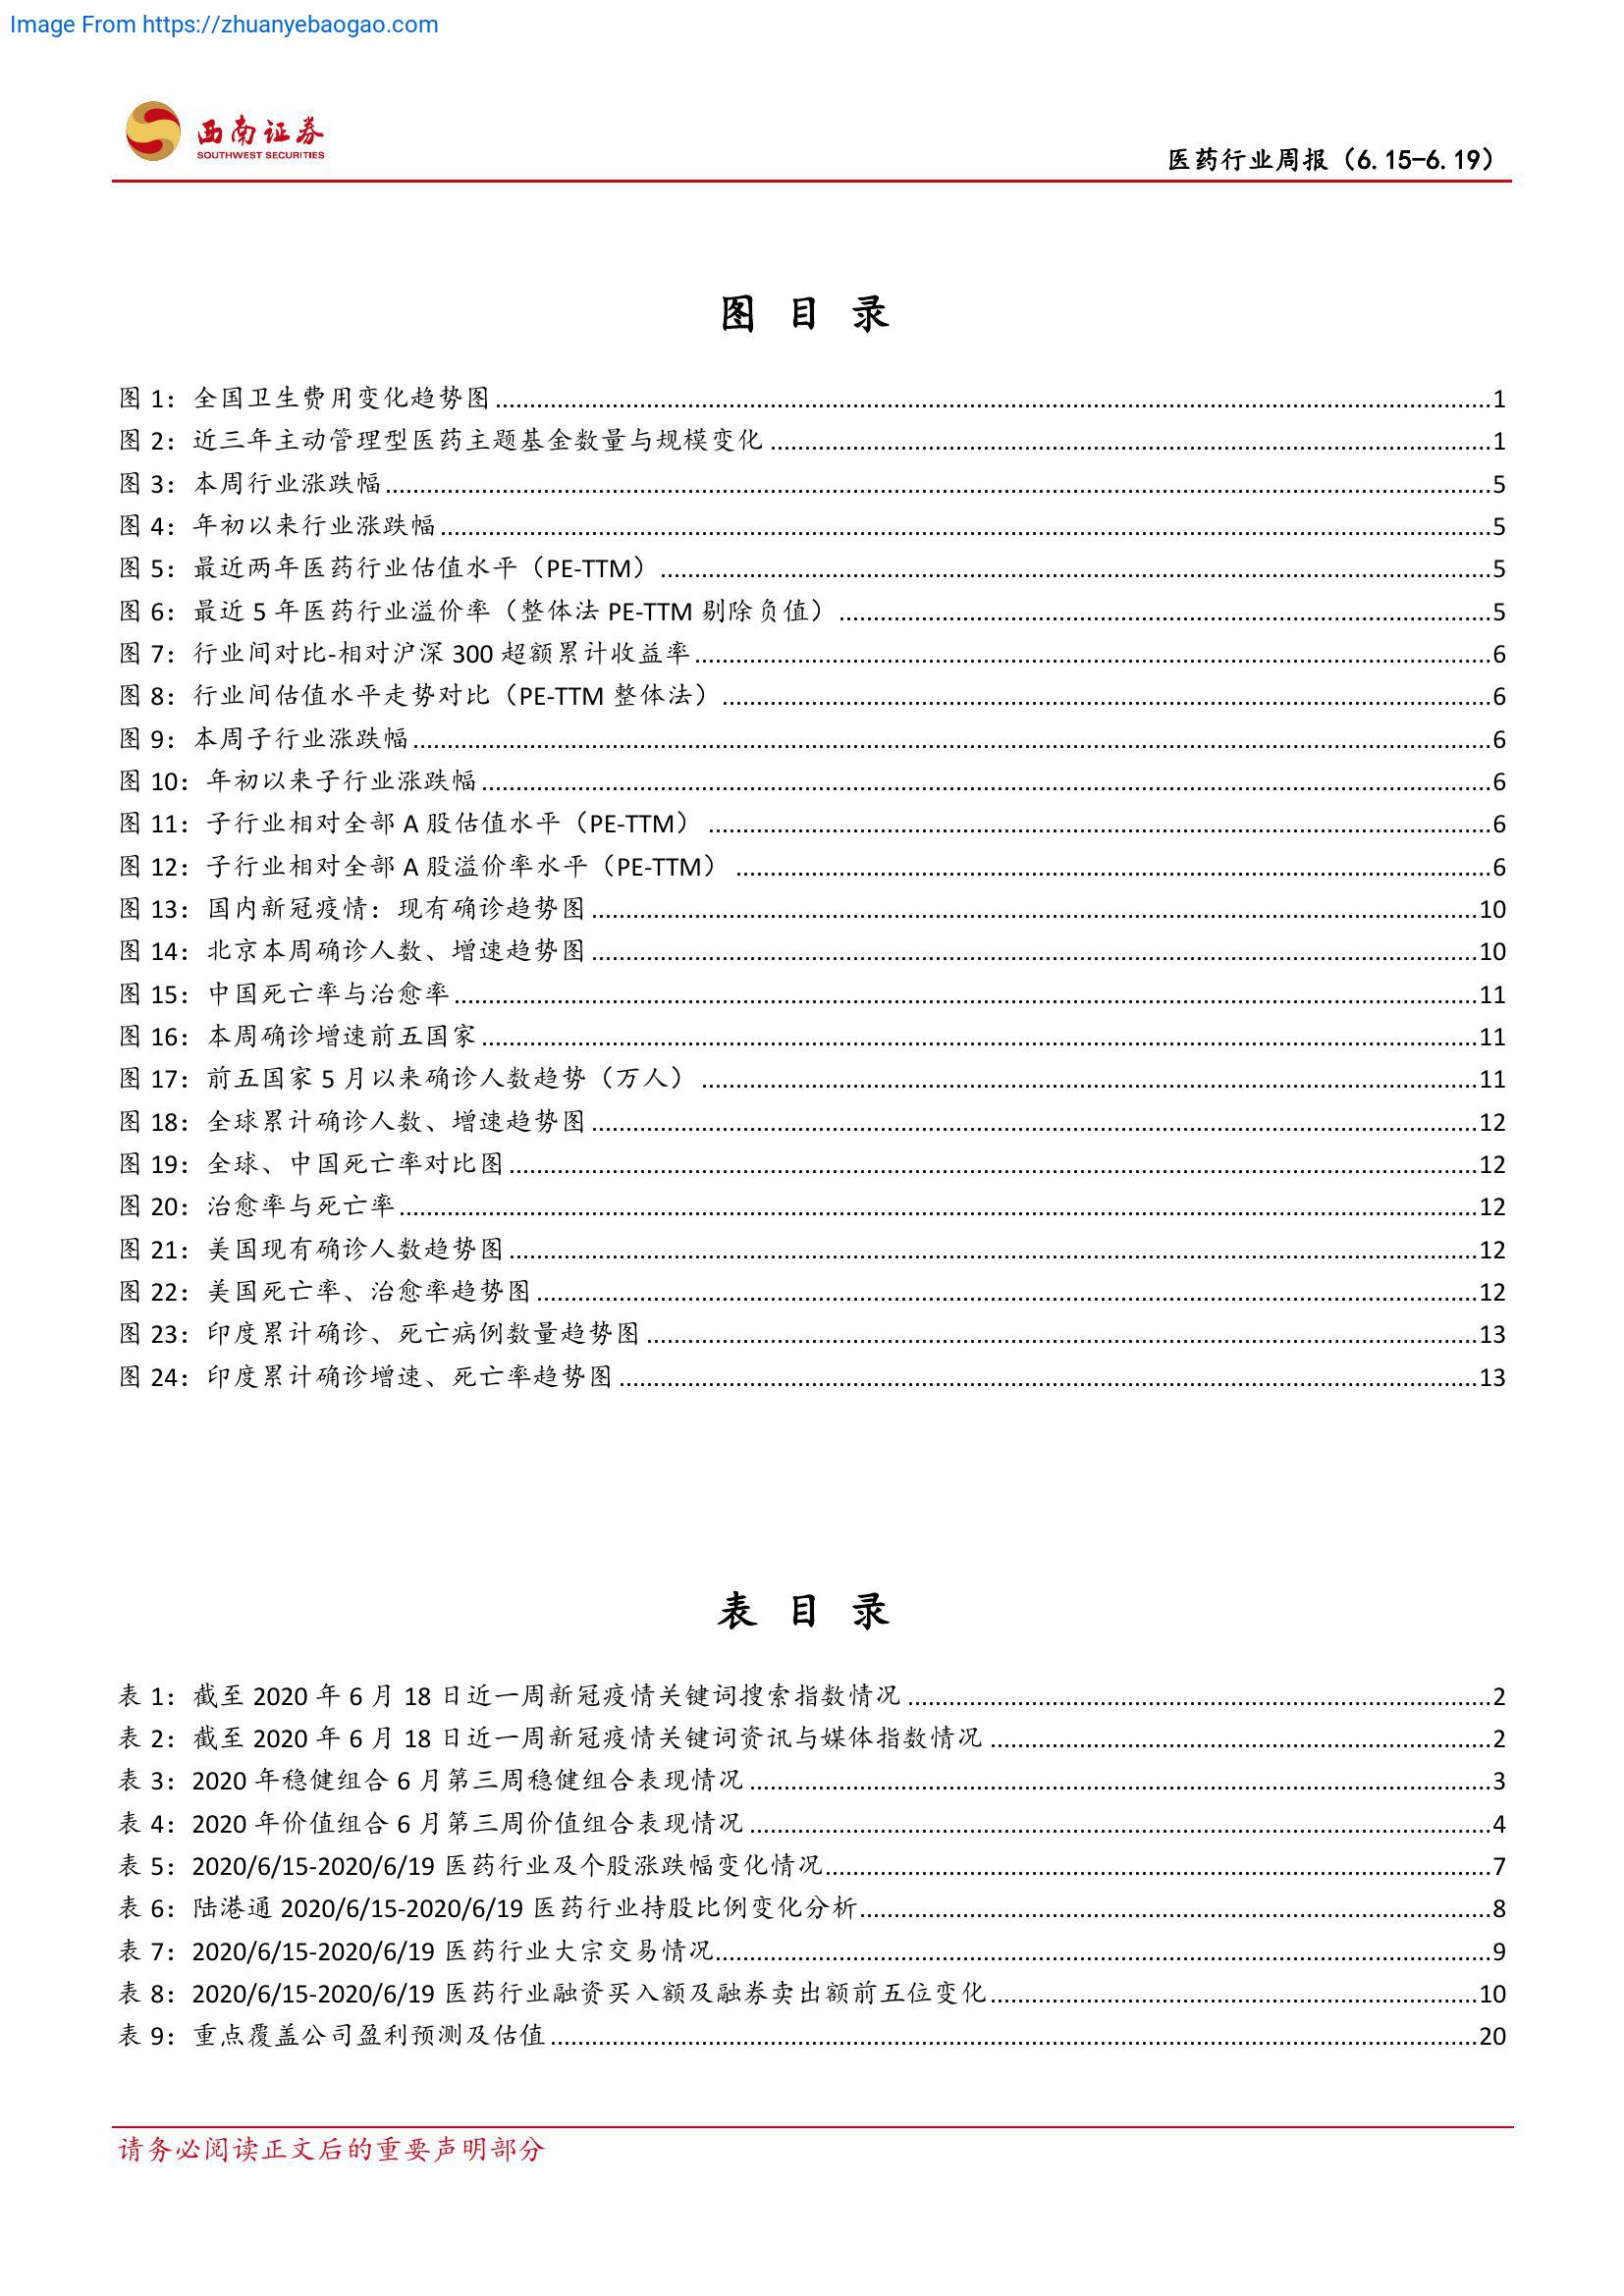 Image From https://zhuanyebaogao.com
西南证券
SOUTHWEST SECURITIES
医药行业周报（6.15-6.19）
图 目 录
图 1：全国卫生费用变化趋势图........1
图 2：近三年主动管理型医药主题基金数量与规模变化........1
图 3：本周行业涨跌幅........5
图 4：年初以来行业涨跌幅........5
图 5：最近两年医药行业估值水平（PE-TTM）........5
图 6：最近 5 年医药行业溢价率（整体法 PE-TTM 剔除负值）........5
图 7：行业间对比-相对沪深 300 超额累计收益率........6
图 8：行业间估值水平走势对比（PE-TTM 整体法）........6
图 9：本周子行业涨跌幅........6
图 10：年初以来子行业涨跌幅........6
图 11：子行业相对全部 A 股估值水平（PE-TTM）........6
图 12：子行业相对全部 A 股溢价率水平（PE-TTM）........6
图 13：国内新冠疫情：现有确诊趋势图........10
图 14：北京本周确诊人数、增速趋势图........10
图 15：中国死亡率与治愈率........11
图 16：本周确诊增速前五国家........11
图 17：前五国家 5 月以来确诊人数趋势（万人）........11
图 18：全球累计确诊人数、增速趋势图........12
图 19：全球、中国死亡率对比图........12
图 20：治愈率与死亡率........12
图 21：美国现有确诊人数趋势图........12
图 22：美国死亡率、治愈率趋势图........12
图 23：印度累计确诊、死亡病例数量趋势图........13
图 24：印度累计确诊增速、死亡率趋势图........13
表 目 录
表 1：截至 2020 年 6 月 18 日近一周新冠疫情关键词搜索指数情况........2
表 2：截至 2020 年 6 月 18 日近一周新冠疫情关键词资讯与媒体指数情况........2
表 3：2020 年稳健组合 6 月第三周稳健组合表现情况........3
表 4：2020 年价值组合 6 月第三周价值组合表现情况........4
表 5：2020/6/15-2020/6/19 医药行业及个股涨跌幅变化情况........7
表 6：陆港通 2020/6/15-2020/6/19 医药行业持股比例变化分析........8
表 7：2020/6/15-2020/6/19 医药行业大宗交易情况........9
表 8：2020/6/15-2020/6/19 医药行业融资买入额及融券卖出额前五位变化........10
表 9：重点覆盖公司盈利预测及估值........20
请务必阅读正文后的重要声明部分